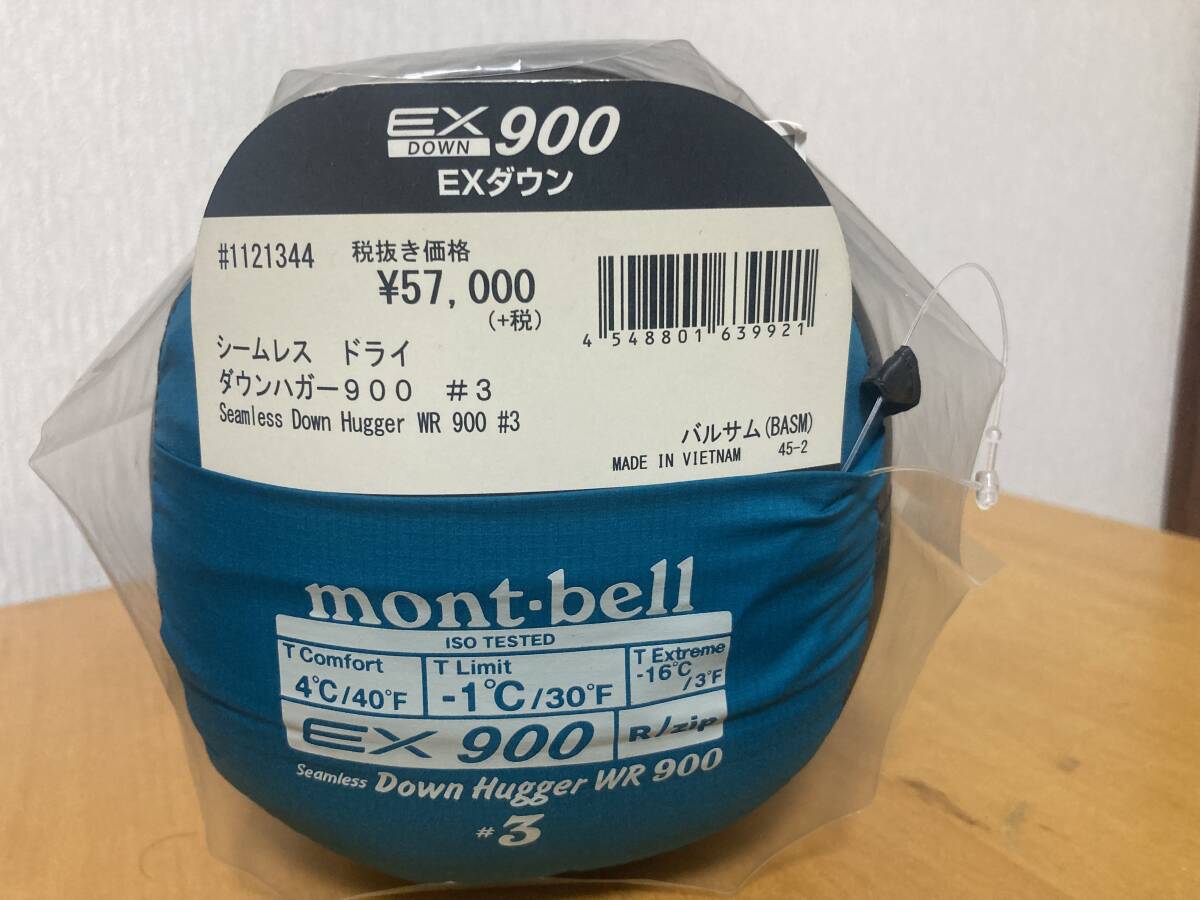 EX 900
DOWN
EXダウン
#1121344 税抜き価格
¥57,000
(+税)
4 548801 639921
シームレス ドライ
ダウンハガー900 #3
Seamless Down Hugger WR 900 #3
バルサム(BASM)
MADE IN VIETNAM 45-2
mont-bell
ISO TESTED
T Comfort
4℃/40°F
T Limit
-1℃/30°F
T Extreme
-16℃/3°F
EX 900
R/zip
Seamless Down Hugger WR 900
#3